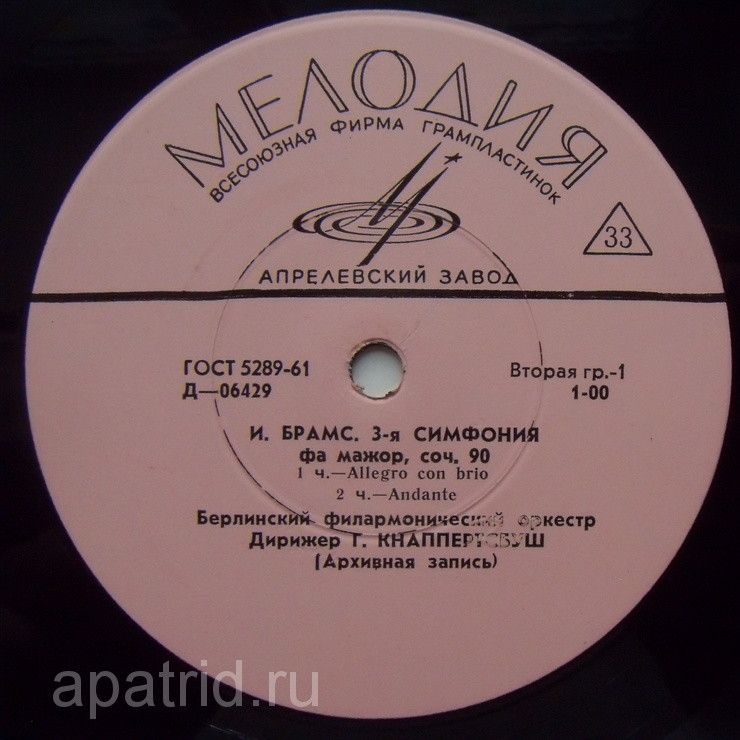 МЕЛОДИЯ
ВСЕСОЮЗНАЯ ФИРМА ГРАМПЛАСТИНОК
33
АПРЕЛЕВСКИЙ ЗАВОД
ГОСТ 5289-61
Вторая гр.-1
Д—06429
1-00
И. БРАМС. 3-я СИМФОНИЯ
фа мажор, соч. 90
1 ч.—Allegro con brio
2 ч.—Andante
Берлинский филармонический оркестр
Дирижер Г. КНАППЕРТСБУШ
(Архивная запись)
apatrid.ru